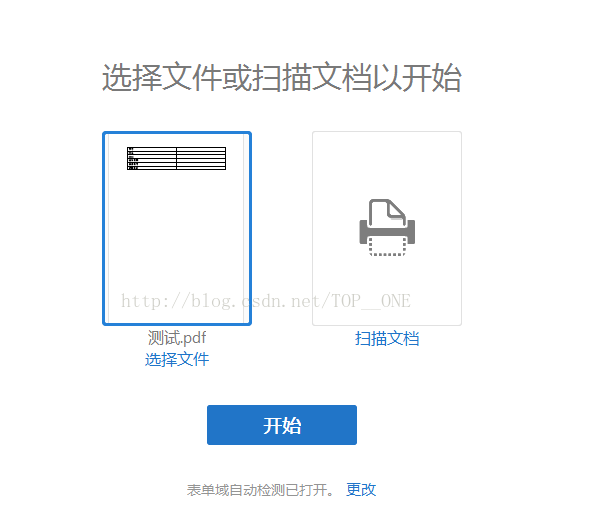 选择文件或扫描文档以开始
http://blog.csdn.net/TOP__ONE
测试.pdf
选择文件
扫描文档
开始
表单域自动检测已打开。 更改